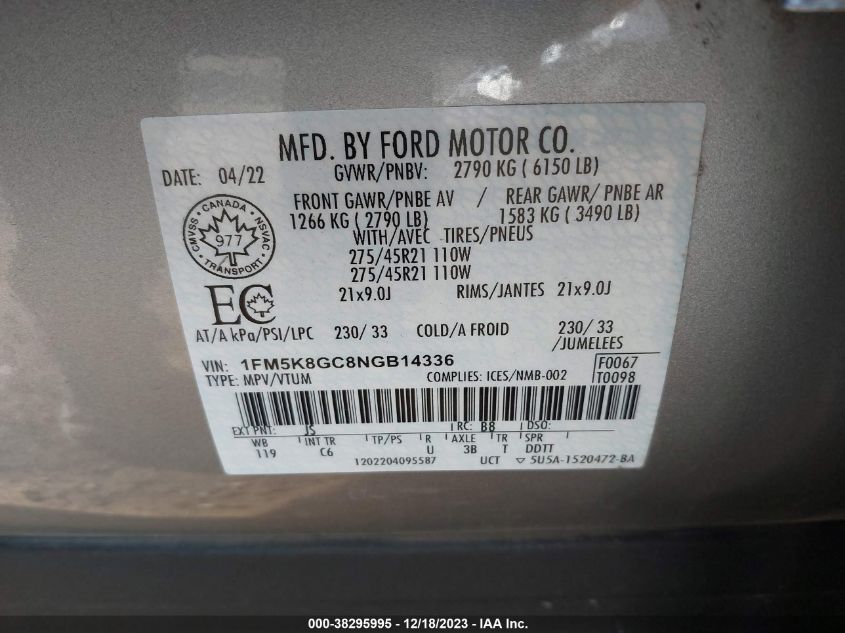 MFD. BY FORD MOTOR CO.
DATE: 04/22 GVWR/PNBV: 2790 KG ( 6150 LB)
FRONT GAWR/PNBE AV / REAR GAWR/ PNBE AR
1266 KG ( 2790 LB) 1583 KG ( 3490 LB)
WITH/AVEC TIRES/PNEUS
CANADA
CMVSS
NSVAC
977
TRANSPORT
275/45R21 110W
275/45R21 110W
21x9.0J RIMS/JANTES 21x9.0J
EC
AT/A kPa/PSI/LPC 230/ 33 COLD/A FROID 230/ 33
/JUMELEES
VIN: 1FM5K8GC8NGB14336 F0067
TYPE: MPV/VTUM COMPLIES: ICES/NMB-002 T0098
EXT PNT: JS RC: B8 DSO:
WB INT TR TP/PS R AXLE TR SPR
119 C6 U 3B T DDTT
1202204095587 UCT ▽ 5U5A-1520472-BA
000-38295995 - 12/18/2023 - IAA Inc.